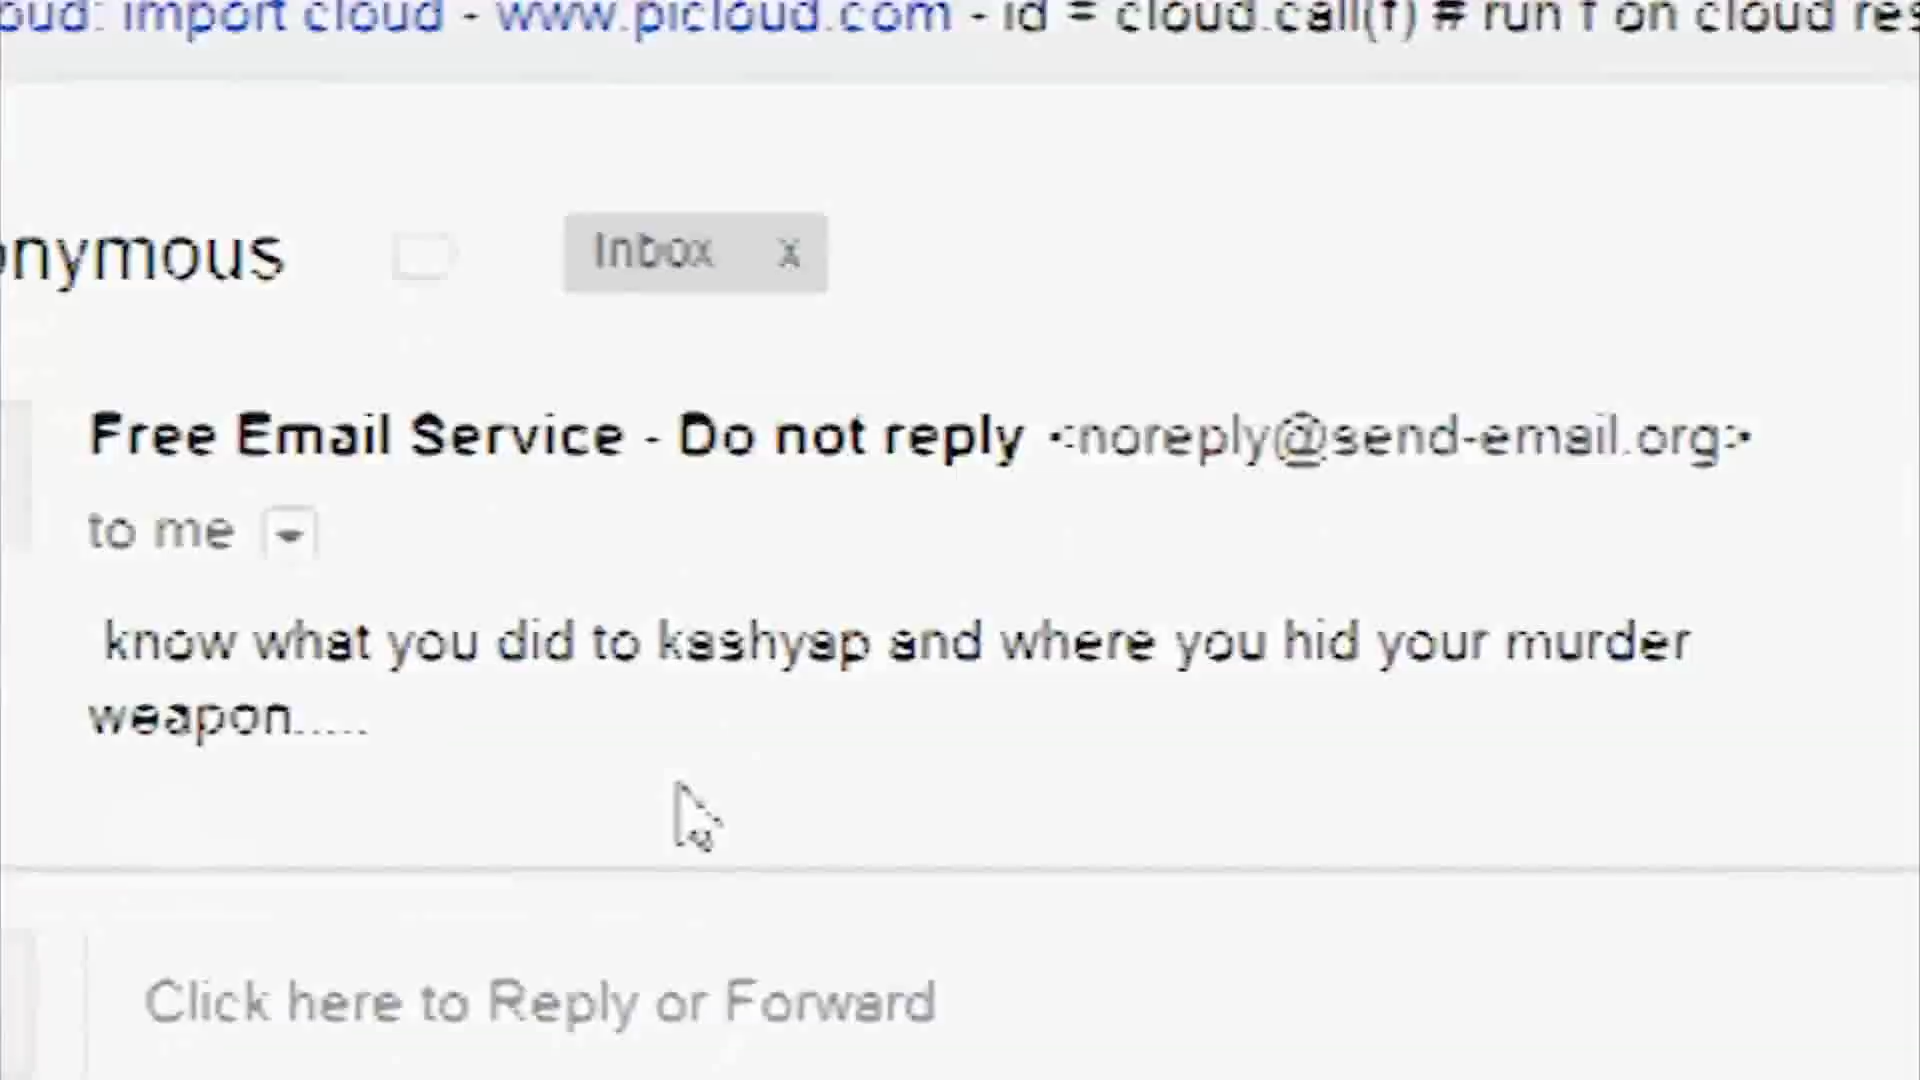 oud: import cloud - www.picloud.com - id = cloud.call(f) # run f on cloud res
onymous Inbox x
Free Email Service - Do not reply <noreply@send-email.org>
to me
know what you did to kashyap and where you hid your murder
weapon.....
Click here to Reply or Forward